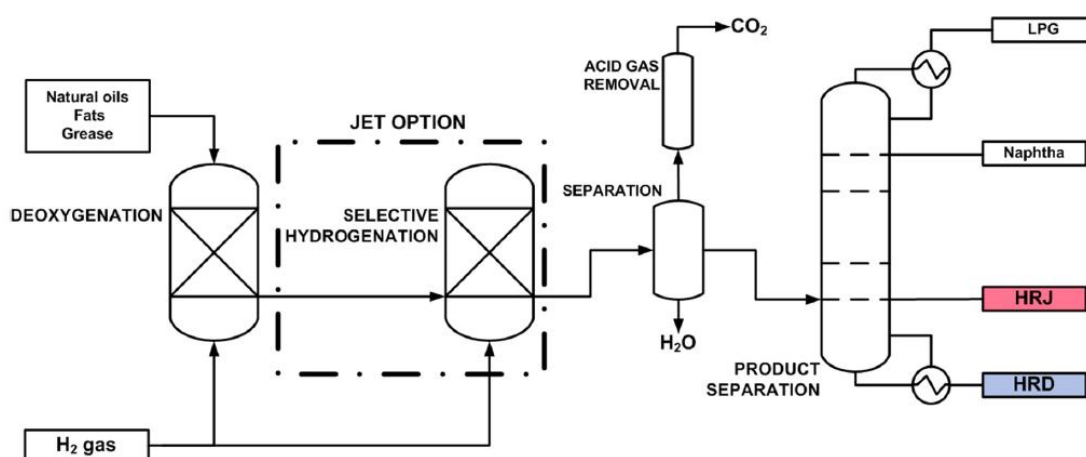 Natural oils
Fats
Grease
DEOXYGENATION
H₂ gas
JET OPTION
SELECTIVE
HYDROGENATION
SEPARATION
H₂O
ACID GAS
REMOVAL
CO₂
PRODUCT
SEPARATION
LPG
Naphtha
HRJ
HRD